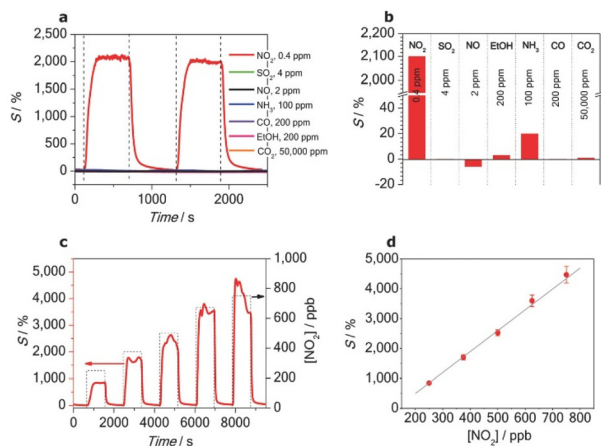 a
S / %
2,500
2,000
1,500
1,000
500
0
0 1000 2000
Time / s
NO2, 0.4 ppm
SO2, 4 ppm
NO, 2 ppm
NH3, 100 ppm
CO, 200 ppm
EtOH, 200 ppm
CO2, 50,000 ppm
b
S / %
2,200
2,100
2,000
40
20
0
-20
NO2 SO2 NO EtOH NH3 CO CO2
0.4 ppm
4 ppm
2 ppm
200 ppm
100 ppm
200 ppm
50,000 ppm
c
S / %
5,000
4,000
3,000
2,000
1,000
0
0 2000 4000 6000 8000
Time / s
1,000
800
600
400
200
0
[NO2] / ppb
d
S / %
5,000
4,000
3,000
2,000
1,000
0
200 300 400 500 600 700 800
[NO2] / ppb